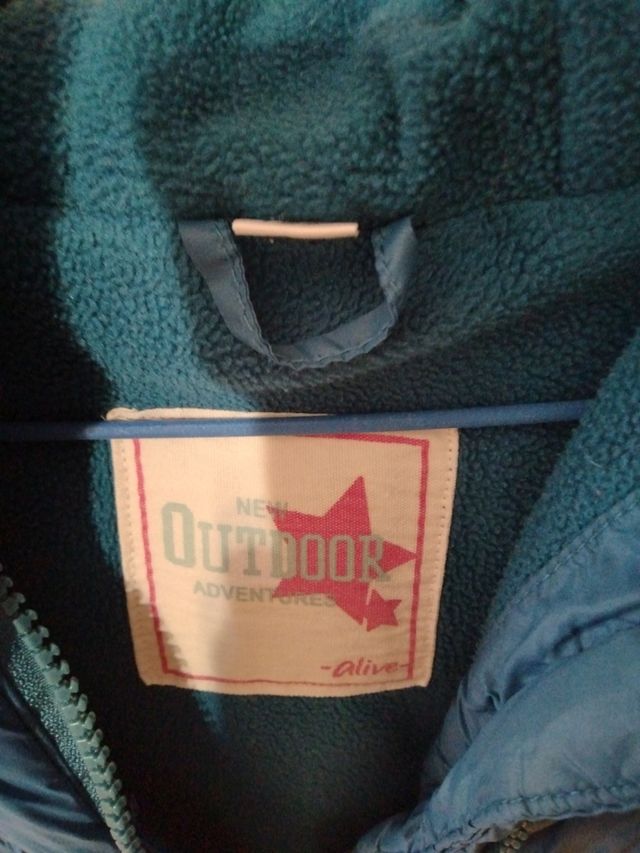 NEW
OUTDOOR
ADVENTURES
-alive-